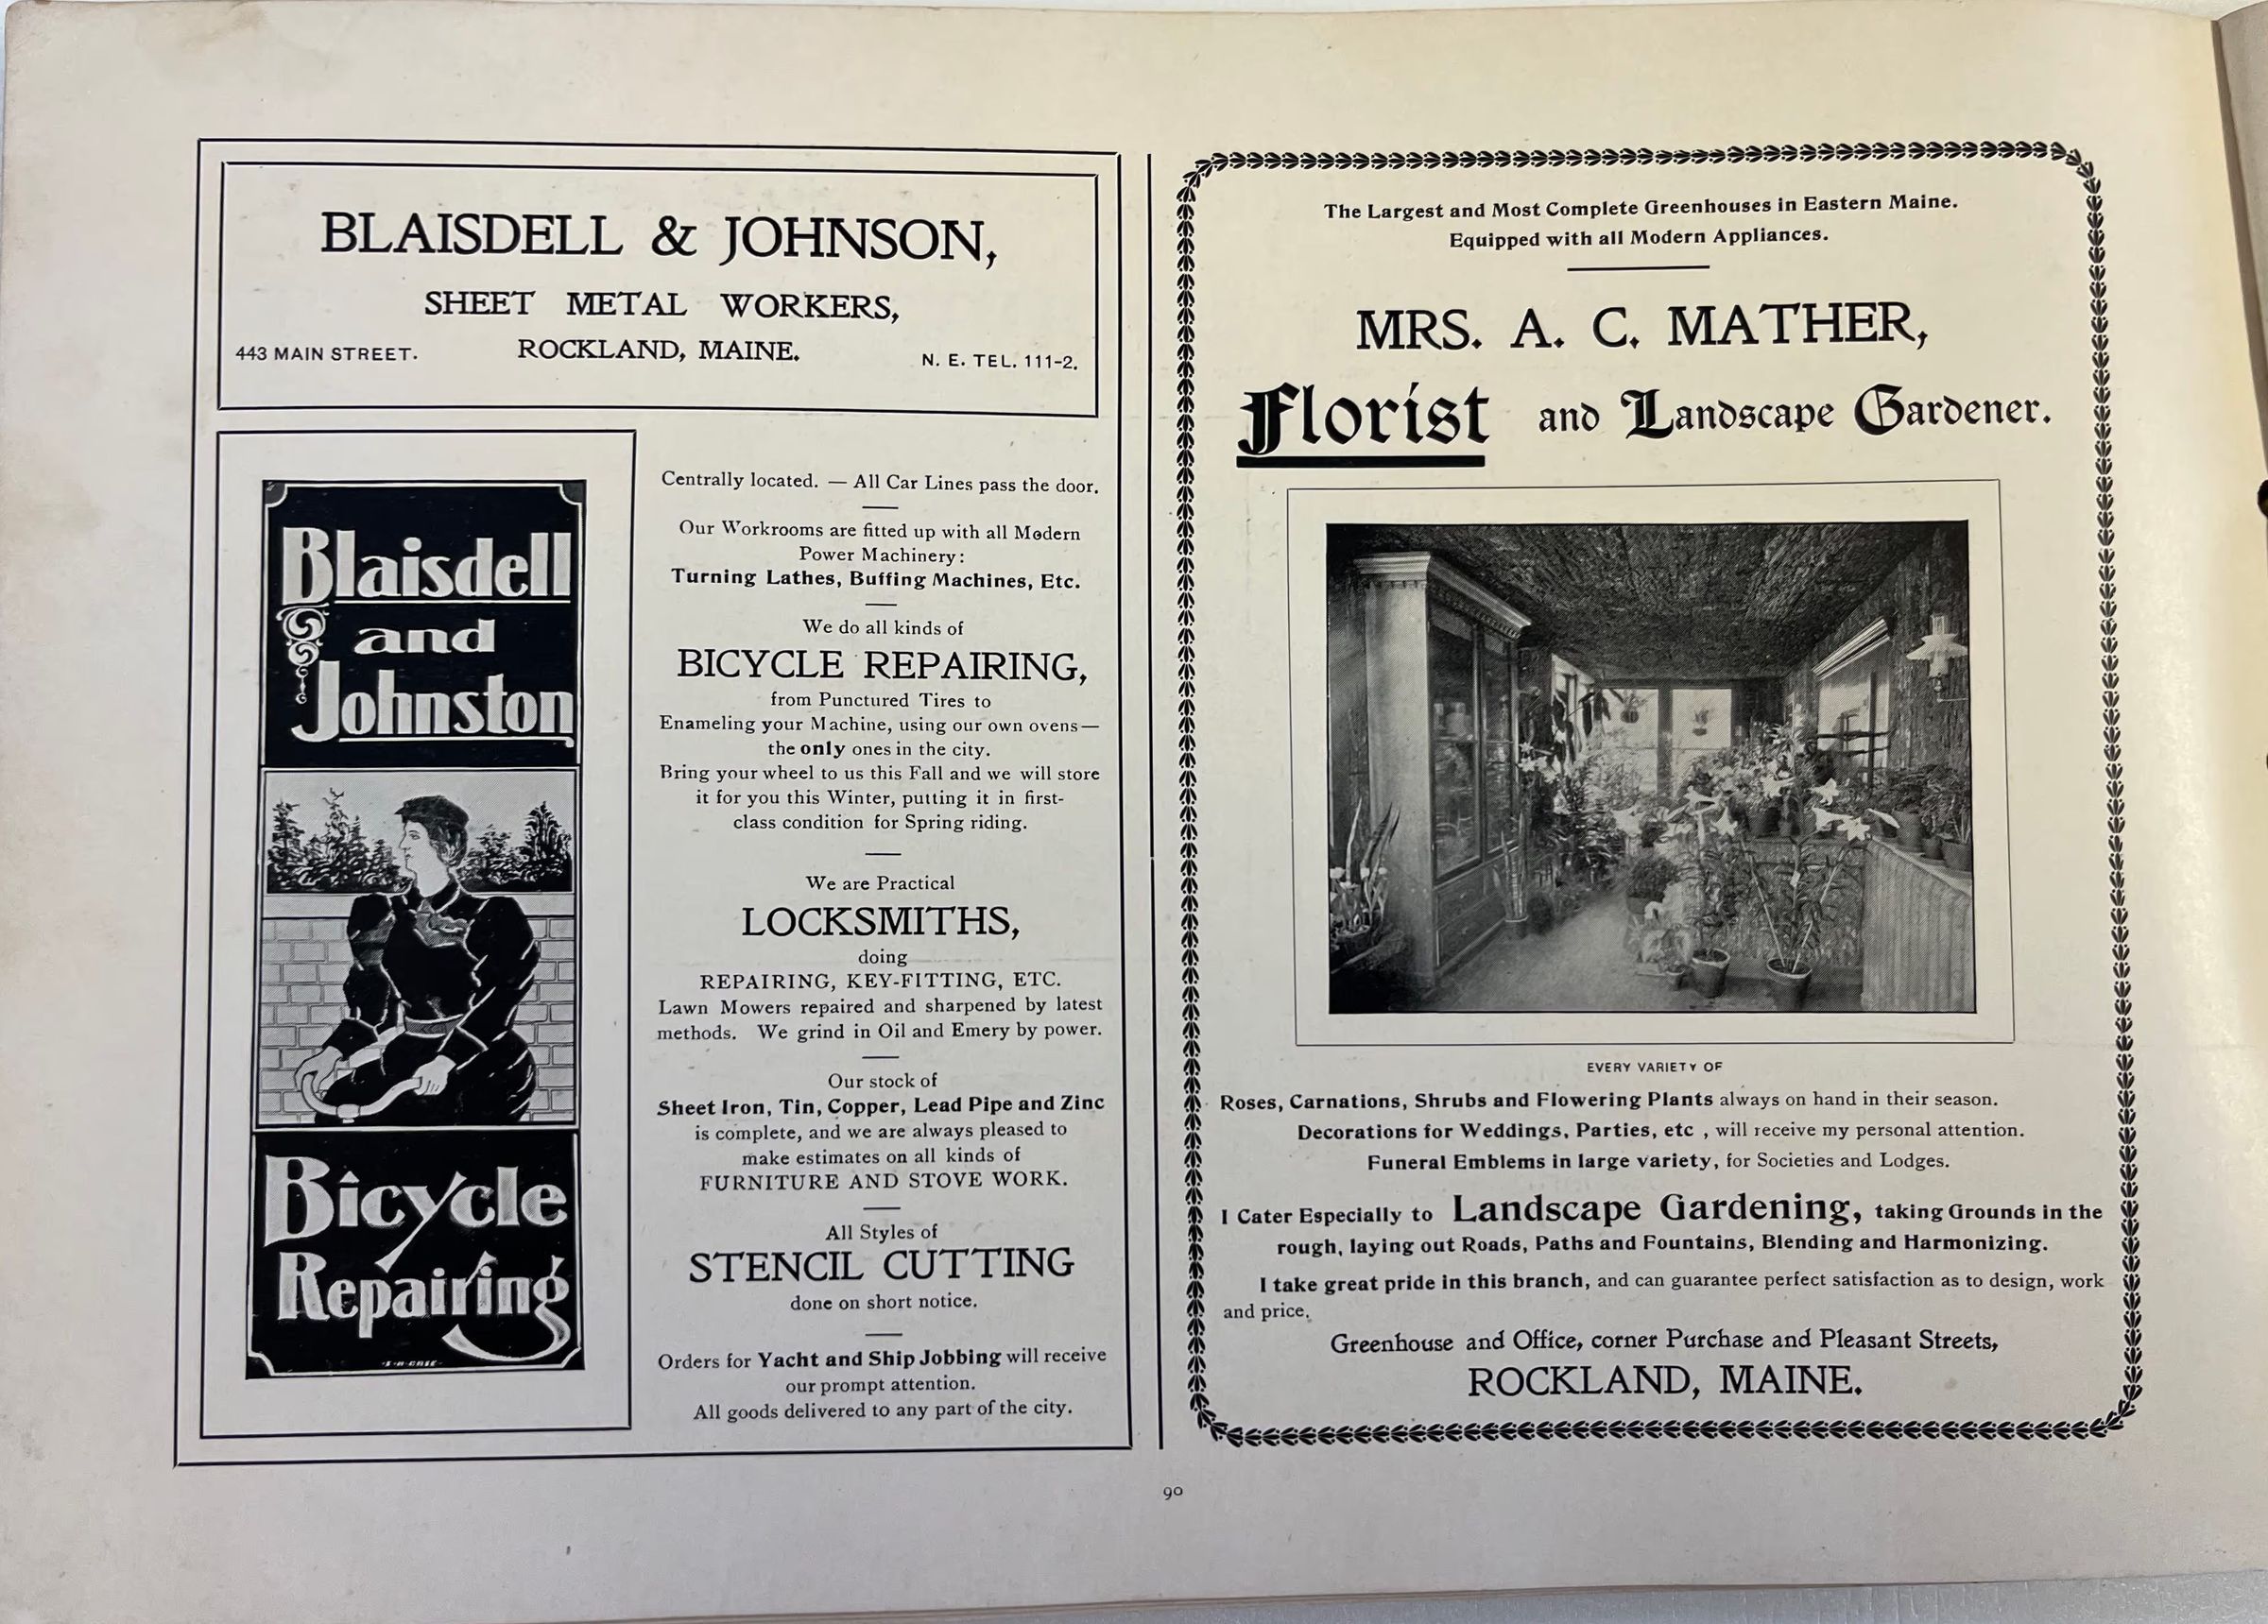 BLAISDELL & JOHNSON,
SHEET METAL WORKERS,
443 MAIN STREET.
ROCKLAND, MAINE.
N. E. TEL. 111-2.
Blaisdell
and
Johnston
Bicycle
Repairing
Centrally located. — All Car Lines pass the door.
Our Workrooms are fitted up with all Modern
Power Machinery:
Turning Lathes, Buffing Machines, Etc.
We do all kinds of
BICYCLE REPAIRING,
from Punctured Tires to
Enameling your Machine, using our own ovens—
the only ones in the city.
Bring your wheel to us this Fall and we will store
it for you this Winter, putting it in first-
class condition for Spring riding.
We are Practical
LOCKSMITHS,
doing
REPAIRING, KEY-FITTING, ETC.
Lawn Mowers repaired and sharpened by latest
methods. We grind in Oil and Emery by power.
Our stock of
Sheet Iron, Tin, Copper, Lead Pipe and Zinc
is complete, and we are always pleased to
make estimates on all kinds of
FURNITURE AND STOVE WORK.
All Styles of
STENCIL CUTTING
done on short notice.
Orders for Yacht and Ship Jobbing will receive
our prompt attention.
All goods delivered to any part of the city.
The Largest and Most Complete Greenhouses in Eastern Maine.
Equipped with all Modern Appliances.
MRS. A. C. MATHER,
Florist and Landscape Gardener.
EVERY VARIETY OF
Roses, Carnations, Shrubs and Flowering Plants always on hand in their season.
Decorations for Weddings, Parties, etc , will receive my personal attention.
Funeral Emblems in large variety, for Societies and Lodges.
I Cater Especially to Landscape Gardening, taking Grounds in the
rough, laying out Roads, Paths and Fountains, Blending and Harmonizing.
I take great pride in this branch, and can guarantee perfect satisfaction as to design, work
and price.
Greenhouse and Office, corner Purchase and Pleasant Streets,
ROCKLAND, MAINE.
90